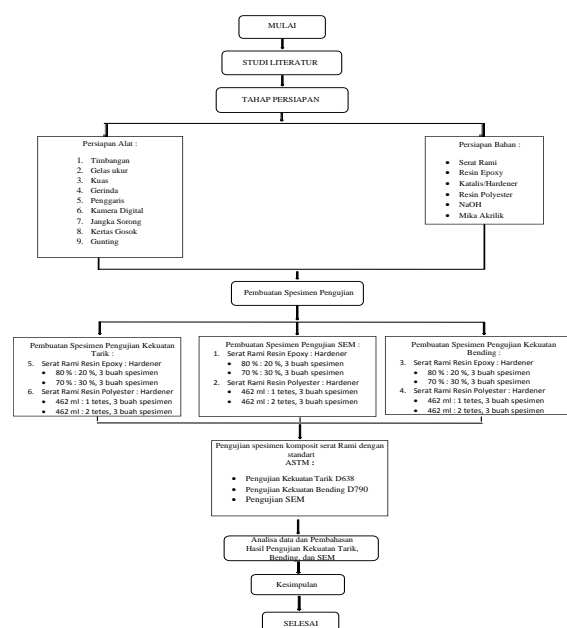 MULAI
STUDI LITERATUR
TAHAP PERSIAPAN
Persiapan Alat :
1. Timbangan
2. Gelas ukur
3. Kuas
4. Gerinda
5. Penggaris
6. Kamera Digital
7. Jangka Sorong
8. Kertas Gosok
9. Gunting
Persiapan Bahan :
• Serat Rami
• Resin Epoxy
• Katalis/Hardener
• Resin Polyester
• NaOH
• Mika Akrilik
Pembuatan Spesimen Pengujian
Pembuatan Spesimen Pengujian Kekuatan
Tarik :
5. Serat Rami Resin Epoxy : Hardener
• 80 % : 20 %, 3 buah spesimen
• 70 % : 30 %, 3 buah spesimen
6. Serat Rami Resin Polyester : Hardener
• 462 ml : 1 tetes, 3 buah spesimen
• 462 ml : 2 tetes, 3 buah spesimen
Pembuatan Spesimen Pengujian SEM :
1. Serat Rami Resin Epoxy : Hardener
• 80 % : 20 %, 3 buah spesimen
• 70 % : 30 %, 3 buah spesimen
2. Serat Rami Resin Polyester : Hardener
• 462 ml : 1 tetes, 3 buah spesimen
• 462 ml : 2 tetes, 3 buah spesimen
Pembuatan Spesimen Pengujian Kekuatan
Bending :
3. Serat Rami Resin Epoxy : Hardener
• 80 % : 20 %, 3 buah spesimen
• 70 % : 30 %, 3 buah spesimen
4. Serat Rami Resin Polyester : Hardener
• 462 ml : 1 tetes, 3 buah spesimen
• 462 ml : 2 tetes, 3 buah spesimen
Pengujian spesimen komposit serat Rami dengan
standart
ASTM :
• Pengujian Kekuatan Tarik D638
• Pengujian Kekuatan Bending D790
• Pengujian SEM
Analisa data dan Pembahasan
Hasil Pengujian Kekuatan Tarik,
Bending, dan SEM
Kesimpulan
SELESAI